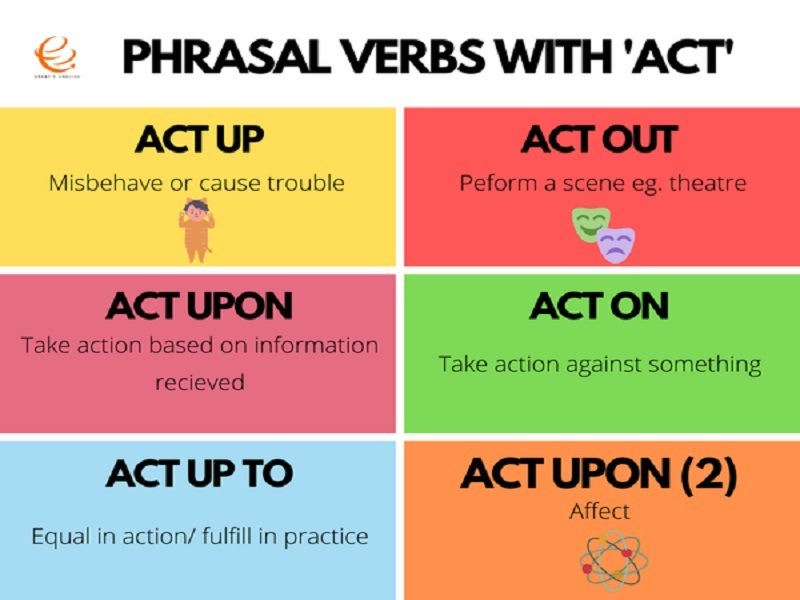 PHRASAL VERBS WITH 'ACT'
ACT UP
Misbehave or cause trouble
ACT OUT
Peform a scene eg. theatre
ACT UPON
Take action based on information
recieved
ACT ON
Take action against something
ACT UP TO
Equal in action/ fulfill in practice
ACT UPON (2)
Affect